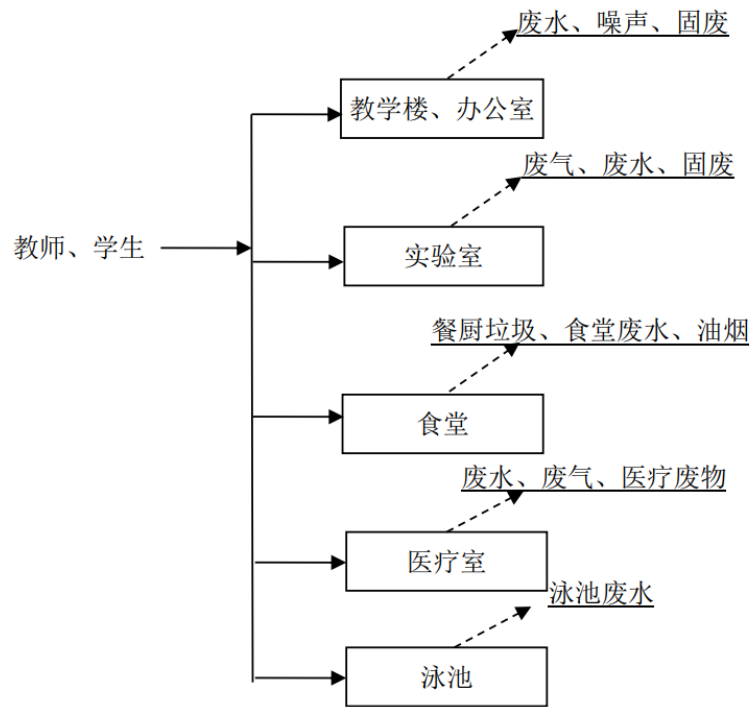 废水、噪声、固废
教学楼、办公室
废气、废水、固废
教师、学生
实验室
餐厨垃圾、食堂废水、油烟
食堂
废水、废气、医疗废物
医疗室
泳池废水
泳池